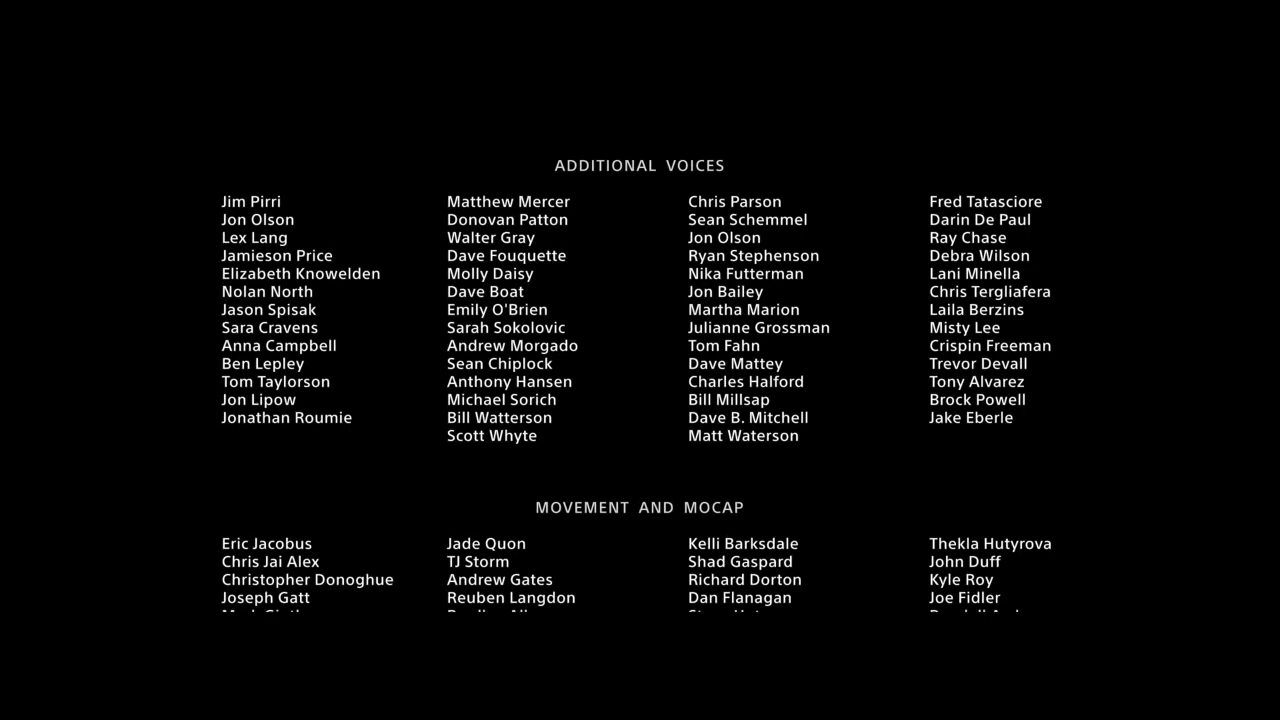 ADDITIONAL VOICES
Jim Pirri
Jon Olson
Lex Lang
Jamieson Price
Elizabeth Knowelden
Nolan North
Jason Spisak
Sara Cravens
Anna Campbell
Ben Lepley
Tom Taylorson
Jon Lipow
Jonathan Roumie
Matthew Mercer
Donovan Patton
Walter Gray
Dave Fouquette
Molly Daisy
Dave Boat
Emily O'Brien
Sarah Sokolovic
Andrew Morgado
Sean Chiplock
Anthony Hansen
Michael Sorich
Bill Watterson
Scott Whyte
Chris Parson
Sean Schemmel
Jon Olson
Ryan Stephenson
Nika Futterman
Jon Bailey
Martha Marion
Julianne Grossman
Tom Fahn
Dave Mattey
Charles Halford
Bill Millsap
Dave B. Mitchell
Matt Waterson
Fred Tatasciore
Darin De Paul
Ray Chase
Debra Wilson
Lani Minella
Chris Tergliafera
Laila Berzins
Misty Lee
Crispin Freeman
Trevor Devall
Tony Alvarez
Brock Powell
Jake Eberle
MOVEMENT AND MOCAP
Eric Jacobus
Chris Jai Alex
Christopher Donoghue
Joseph Gatt
Jade Quon
TJ Storm
Andrew Gates
Reuben Langdon
Kelli Barksdale
Shad Gaspard
Richard Dorton
Dan Flanagan
Thekla Hutyrova
John Duff
Kyle Roy
Joe Fidler